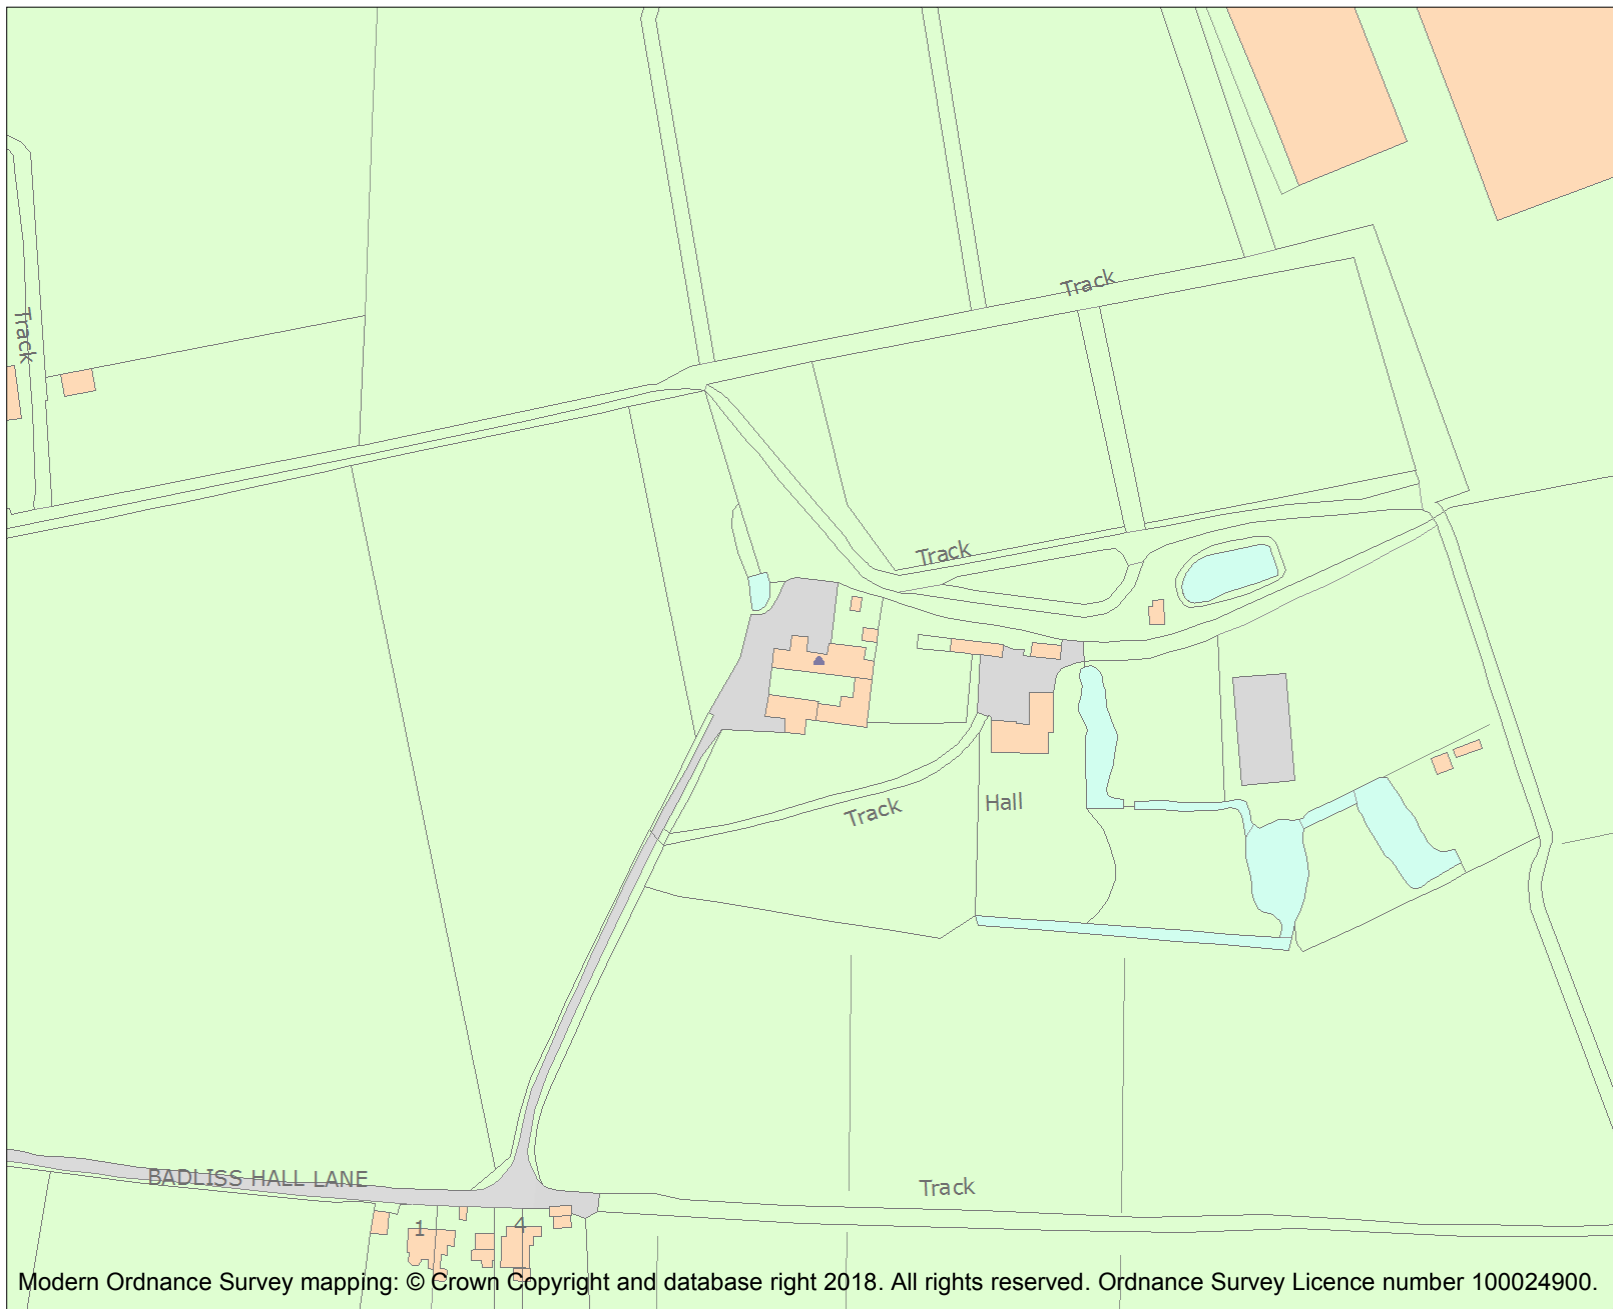 Track
Track
Track
Track
Hall
BADLISS HALL LANE
Track
1
4
Modern Ordnance Survey mapping: © Crown Copyright and database right 2018. All rights reserved. Ordnance Survey Licence number 100024900.